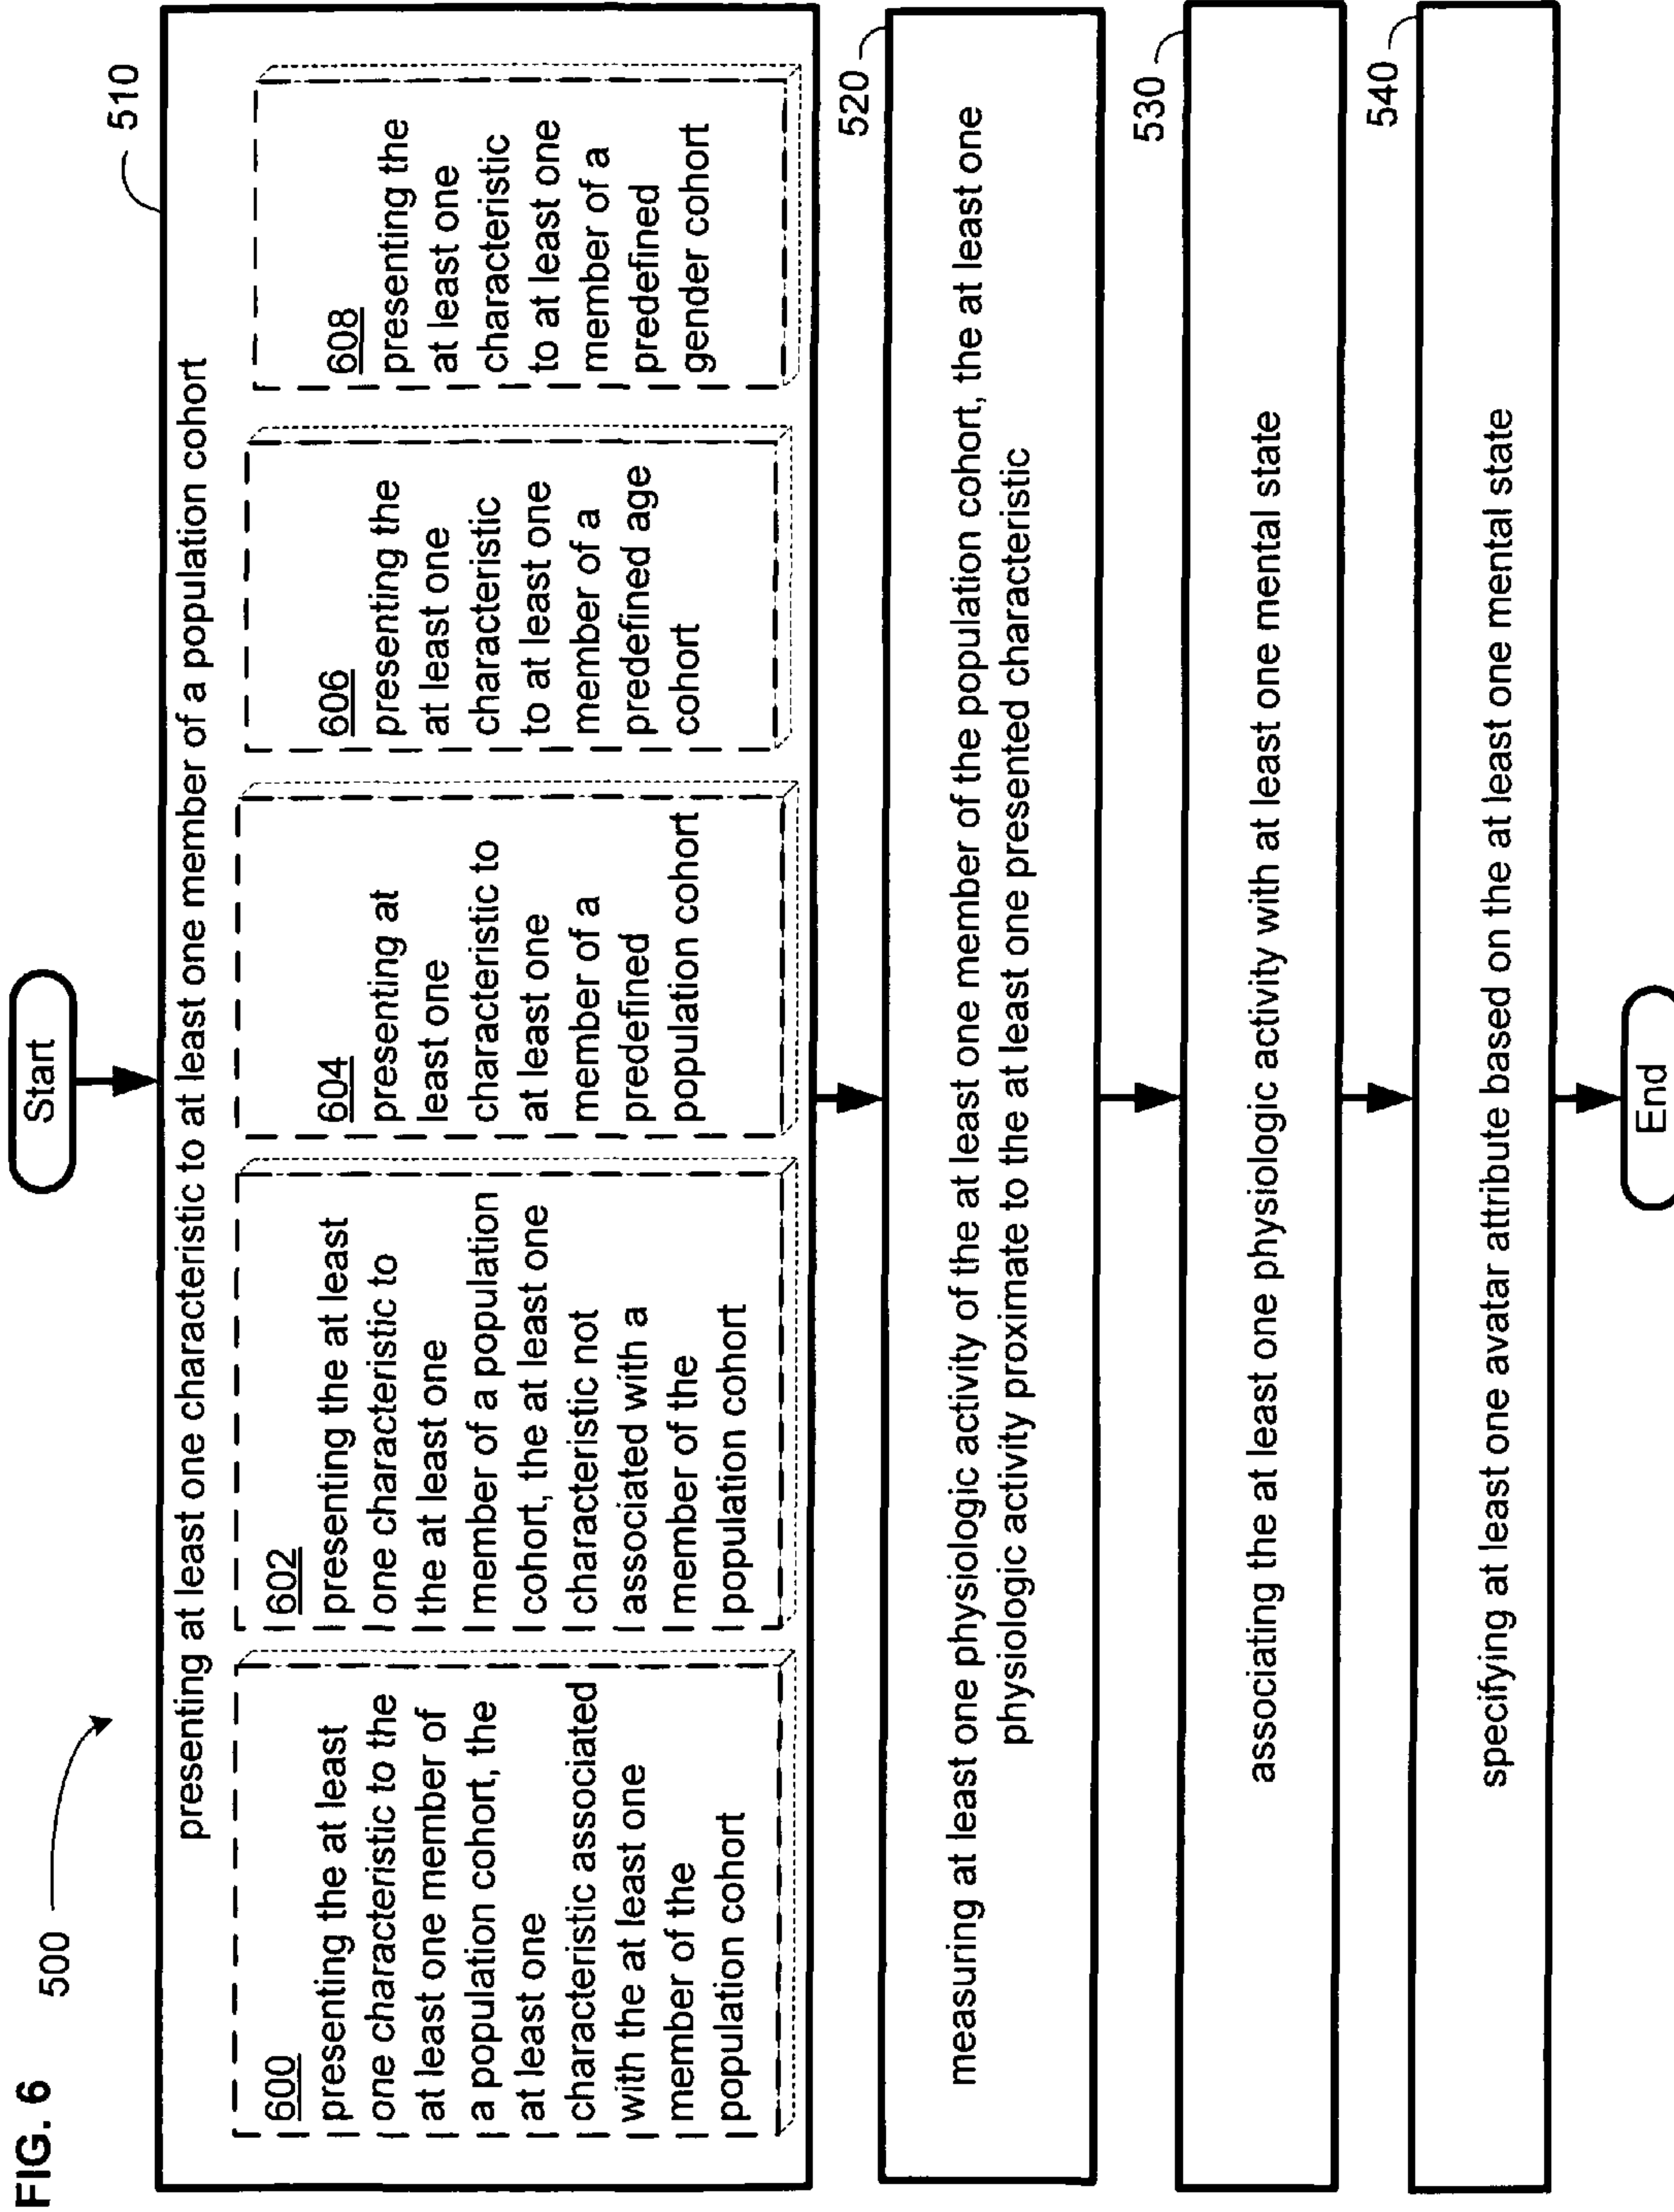 FIG. 6
500
Start
510
presenting at least one characteristic to at least one member of a population cohort
600
presenting the at least
one characteristic to the
at least one member of
a population cohort, the
at least one
characteristic associated
with the at least one
member of the
population cohort
602
presenting the at least
one characteristic to
the at least one
member of a population
cohort, the at least one
characteristic not
associated with a
member of the
population cohort
604
presenting at
least one
characteristic to
at least one
member of a
predefined
population cohort
606
presenting the
at least one
characteristic
to at least one
member of a
predefined age
cohort
608
presenting the
at least one
characteristic
to at least one
member of a
predefined
gender cohort
520
measuring at least one physiologic activity of the at least one member of the population cohort, the at least one
physiologic activity proximate to the at least one presented characteristic
530
associating the at least one physiologic activity with at least one mental state
540
specifying at least one avatar attribute based on the at least one mental state
End